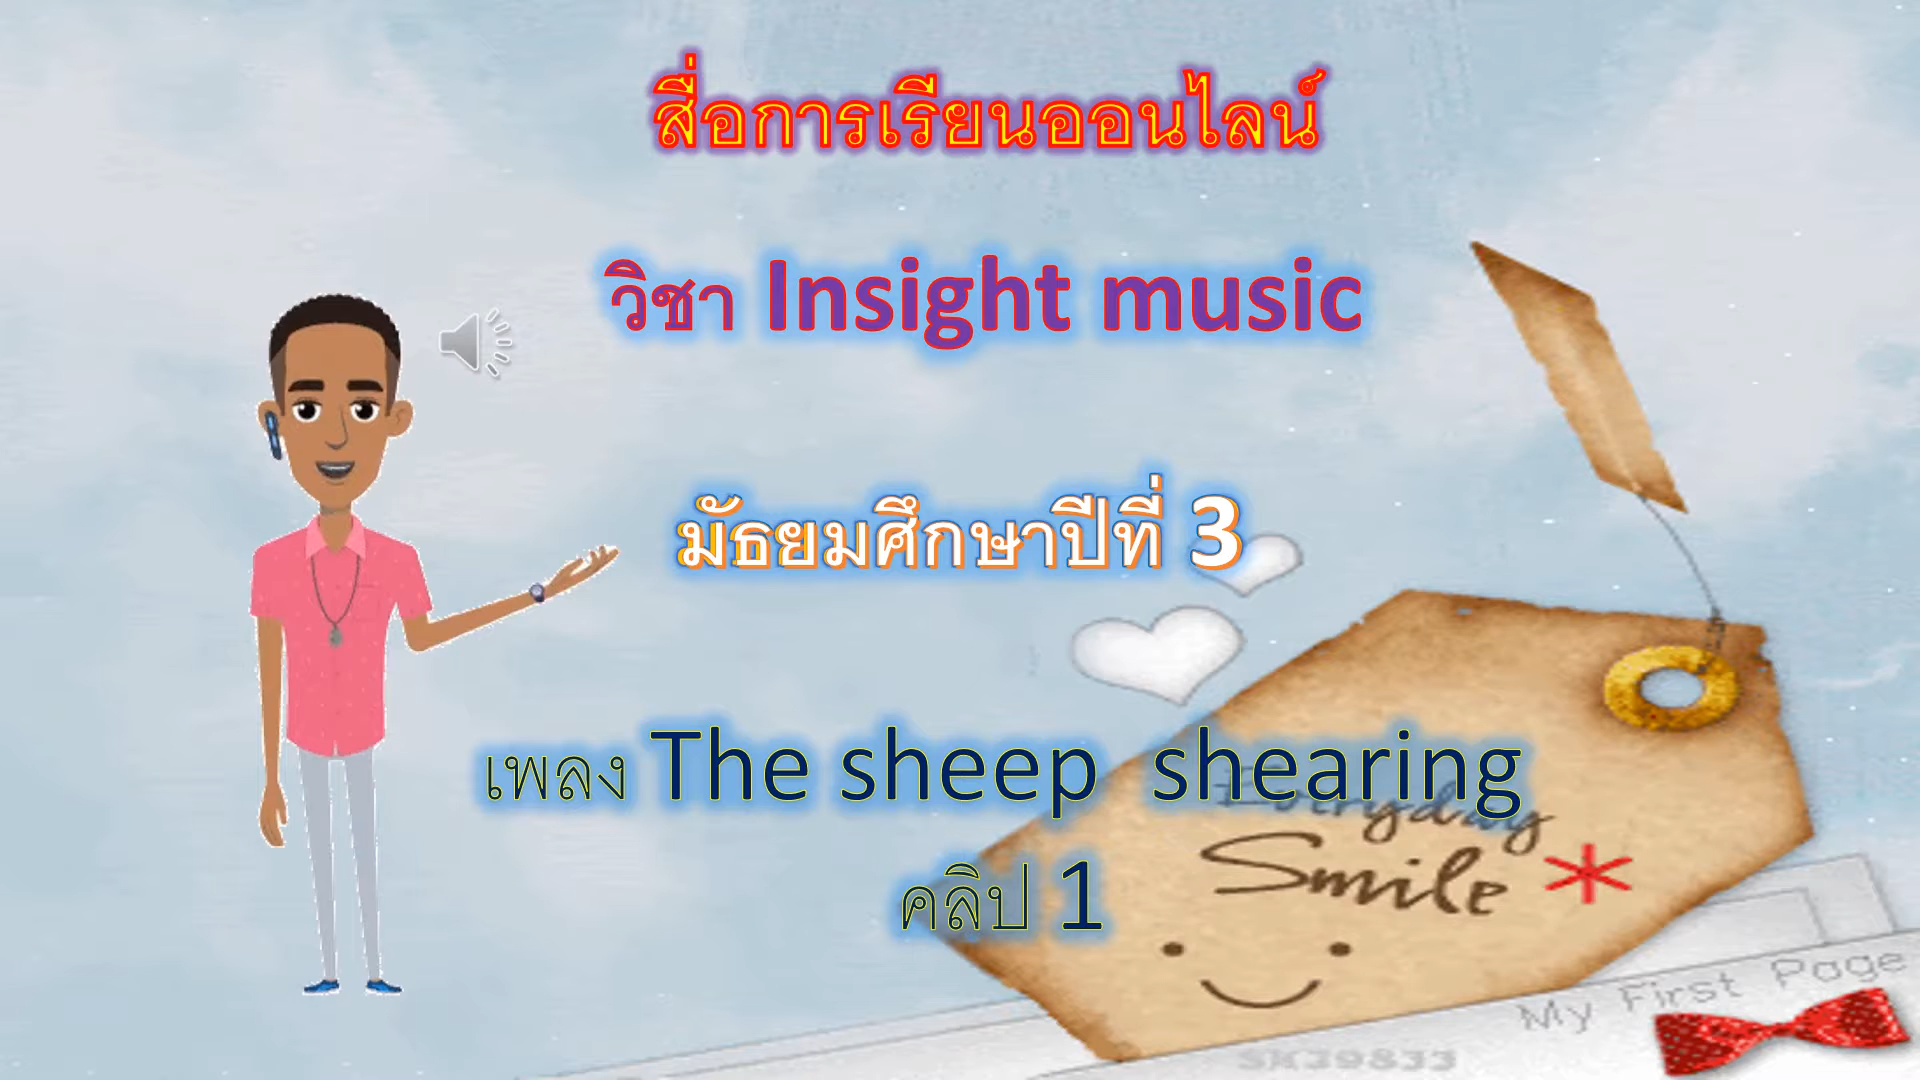 สื่อการเรียนออนไลน์
วิชา Insight music
มัธยมศึกษาปีที่ 3
เพลง The sheep  shearing
Everyday
Smile *
คลิป 1
My First Page
SK39833